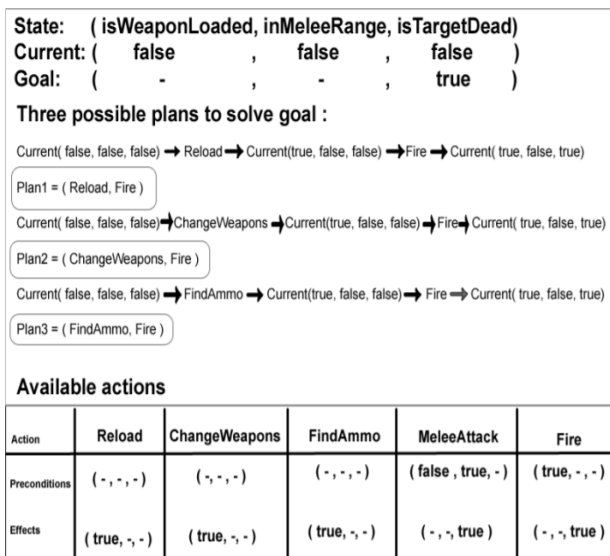 State: ( isWeaponLoaded, inMeleeRange, isTargetDead)
Current: ( false , false , false )
Goal: ( - , - , true )
Three possible plans to solve goal :
Current( false, false, false) ➔ Reload ➔ Current(true, false, false) ➔ Fire ➔ Current( true, false, true)
Plan1 = ( Reload, Fire )
Current( false, false, false) ➔ ChangeWeapons ➔ Current(true, false, false) ➔ Fire ➔ Current( true, false, true)
Plan2 = ( ChangeWeapons, Fire )
Current( false, false, false) ➔ FindAmmo ➔ Current(true, false, false) ➔ Fire ➔ Current( true, false, true)
Plan3 = ( FindAmmo, Fire )
Available actions
Action Reload ChangeWeapons FindAmmo MeleeAttack Fire
Preconditions ( - , - , - ) ( -, - , - ) ( - , - , - ) ( false , true, - ) ( true, - , - )
Effects ( true, -, - ) ( true, -, - ) ( true, -, - ) ( - , -, true ) ( - , -, true )